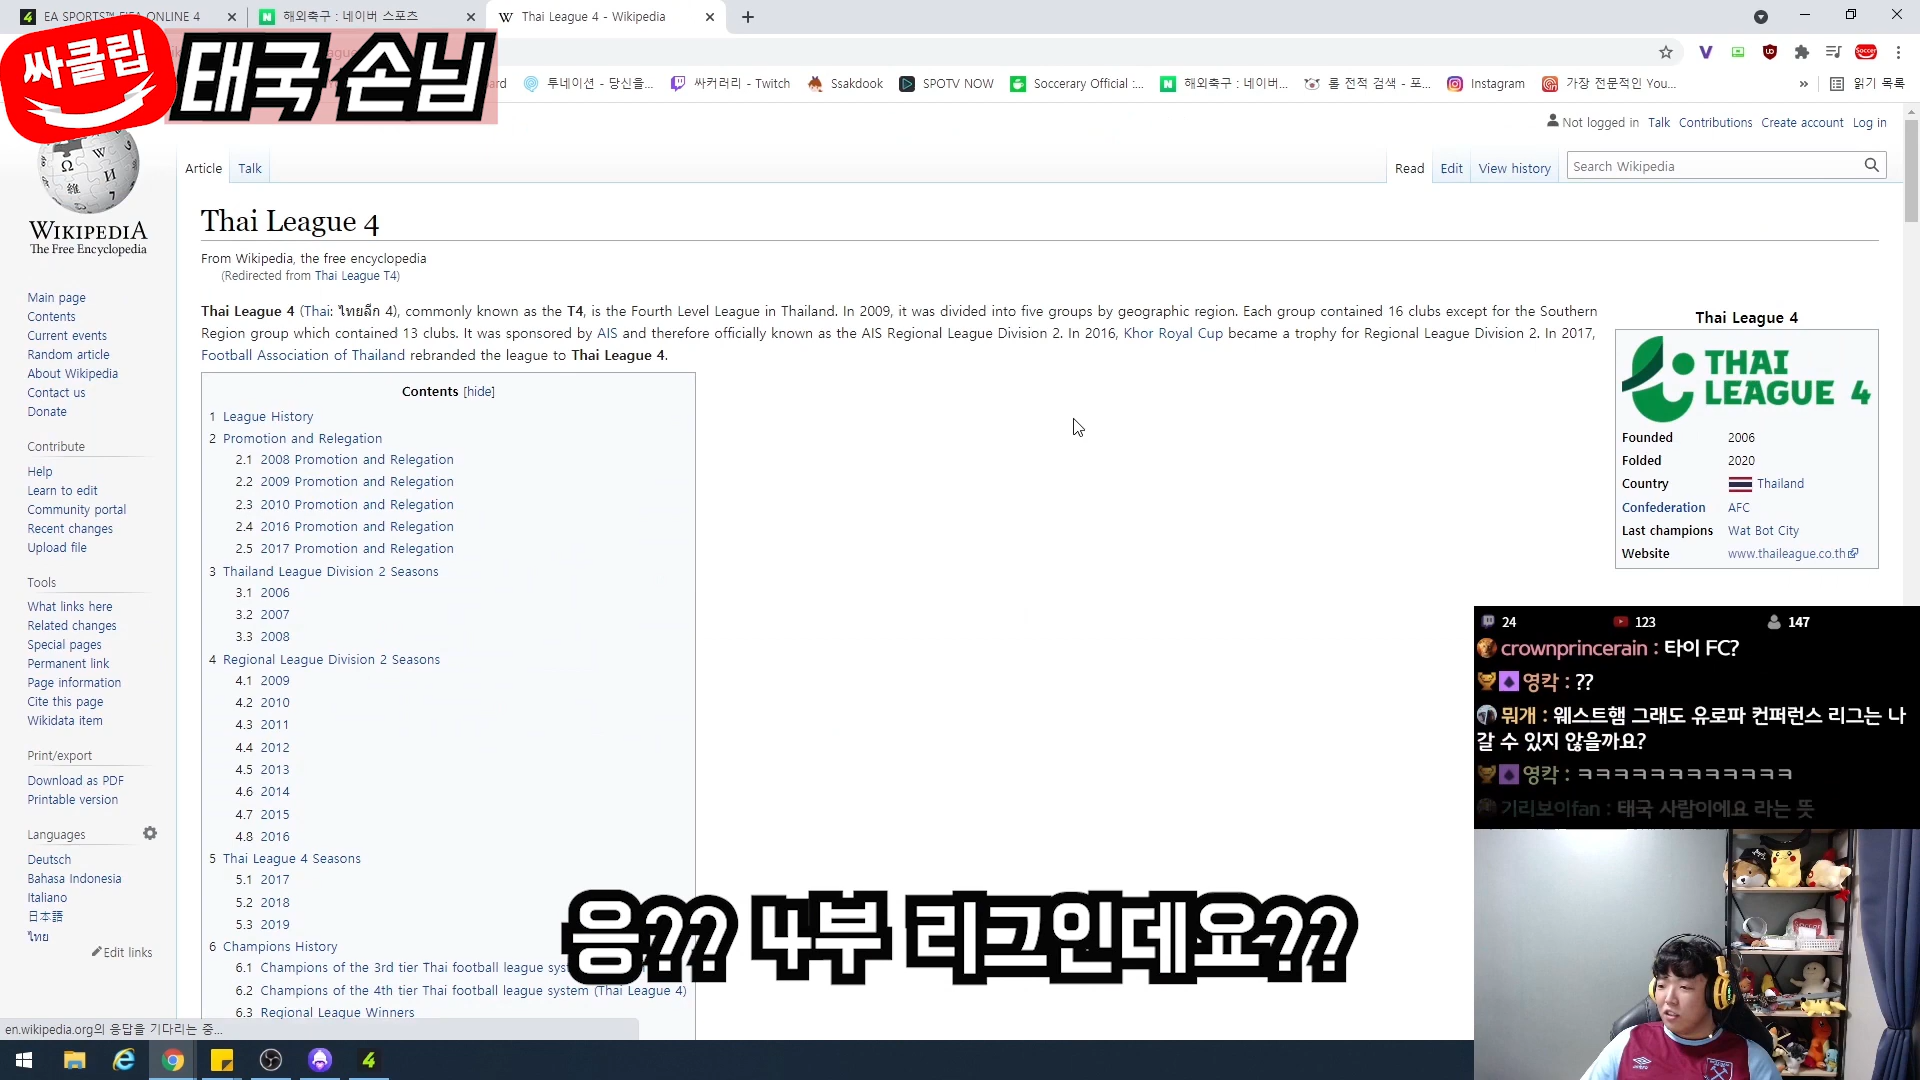 EA SPORTS™ FIFA ONLINE 4
해외축구 : 네이버 스포츠
Thai League 4 - Wikipedia
싸클립
태국 손님
투네이션 - 당신을...
싸커러리 - Twitch
Ssakdook
SPOTV NOW
Soccerary Official :...
해외축구 : 네이버...
롤 전적 검색 - 포...
Instagram
가장 전문적인 You...
»
읽기 목록
Not logged in Talk Contributions Create account Log in
Article Talk
Read Edit View history
Search Wikipedia
WIKIPEDIA
The Free Encyclopedia
Main page
Contents
Current events
Random article
About Wikipedia
Contact us
Donate
Contribute
Help
Learn to edit
Community portal
Recent changes
Upload file
Tools
What links here
Related changes
Special pages
Permanent link
Page information
Cite this page
Wikidata item
Print/export
Download as PDF
Printable version
Languages
Deutsch
Bahasa Indonesia
Italiano
日本語
ไทย
Edit links
Thai League 4
From Wikipedia, the free encyclopedia
(Redirected from Thai League T4)
Thai League 4 (Thai: ไทยลีก 4), commonly known as the T4, is the Fourth Level League in Thailand. In 2009, it was divided into five groups by geographic region. Each group contained 16 clubs except for the Southern
Region group which contained 13 clubs. It was sponsored by AIS and therefore officially known as the AIS Regional League Division 2. In 2016, Khor Royal Cup became a trophy for Regional League Division 2. In 2017,
Football Association of Thailand rebranded the league to Thai League 4.
Contents [hide]
1 League History
2 Promotion and Relegation
2.1 2008 Promotion and Relegation
2.2 2009 Promotion and Relegation
2.3 2010 Promotion and Relegation
2.4 2016 Promotion and Relegation
2.5 2017 Promotion and Relegation
3 Thailand League Division 2 Seasons
3.1 2006
3.2 2007
3.3 2008
4 Regional League Division 2 Seasons
4.1 2009
4.2 2010
4.3 2011
4.4 2012
4.5 2013
4.6 2014
4.7 2015
4.8 2016
5 Thai League 4 Seasons
5.1 2017
5.2 2018
5.3 2019
6 Champions History
6.1 Champions of the 3rd tier Thai football league
6.2 Champions of the 4th tier Thai football league system (Thai League 4)
6.3 Regional League Winners
Thai League 4
THAI
LEAGUE 4
Founded 2006
Folded 2020
Country Thailand
Confederation AFC
Last champions Wat Bot City
Website www.thaileague.co.th
24 123 147
crownprincerain : 타이 FC?
영칵 : ??
뭐개 : 웨스트햄 그래도 유로파 컨퍼런스 리그는 나
갈 수 있지 않을까요?
영칵 : ㅋㅋㅋㅋㅋㅋㅋㅋㅋㅋㅋㅋ
기리보이fan : 태국 사람이에요 라는 뜻
응?? 4부 리그인데요??
en.wikipedia.org의 응답을 기다리는 중...